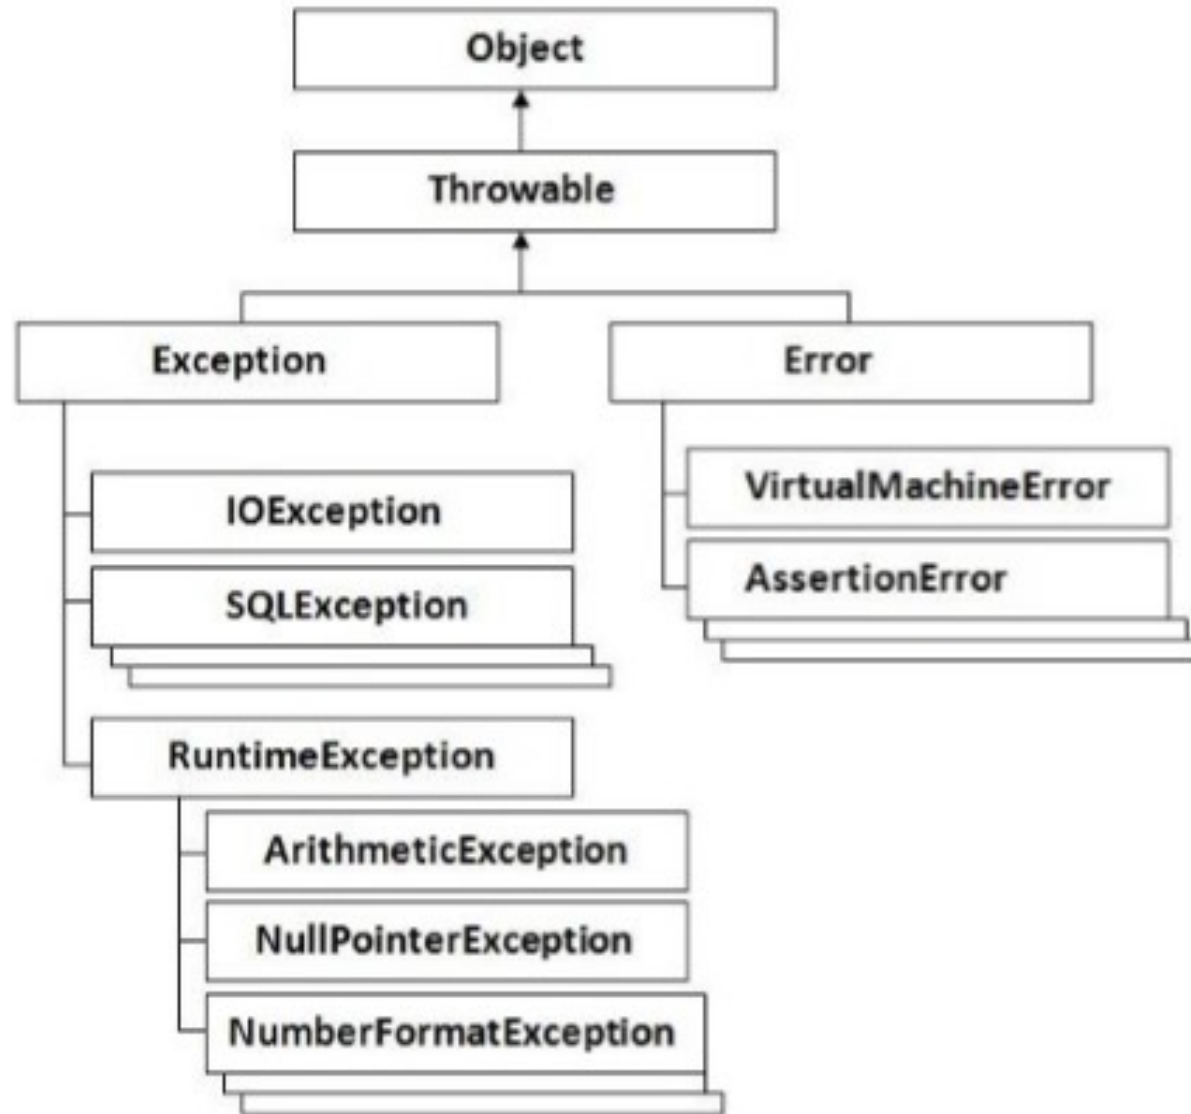 Object
Throwable
Exception
Error
IOException
SQLException
RuntimeException
ArithmeticException
NullPointerException
NumberFormatException
VirtualMachineError
AssertionError